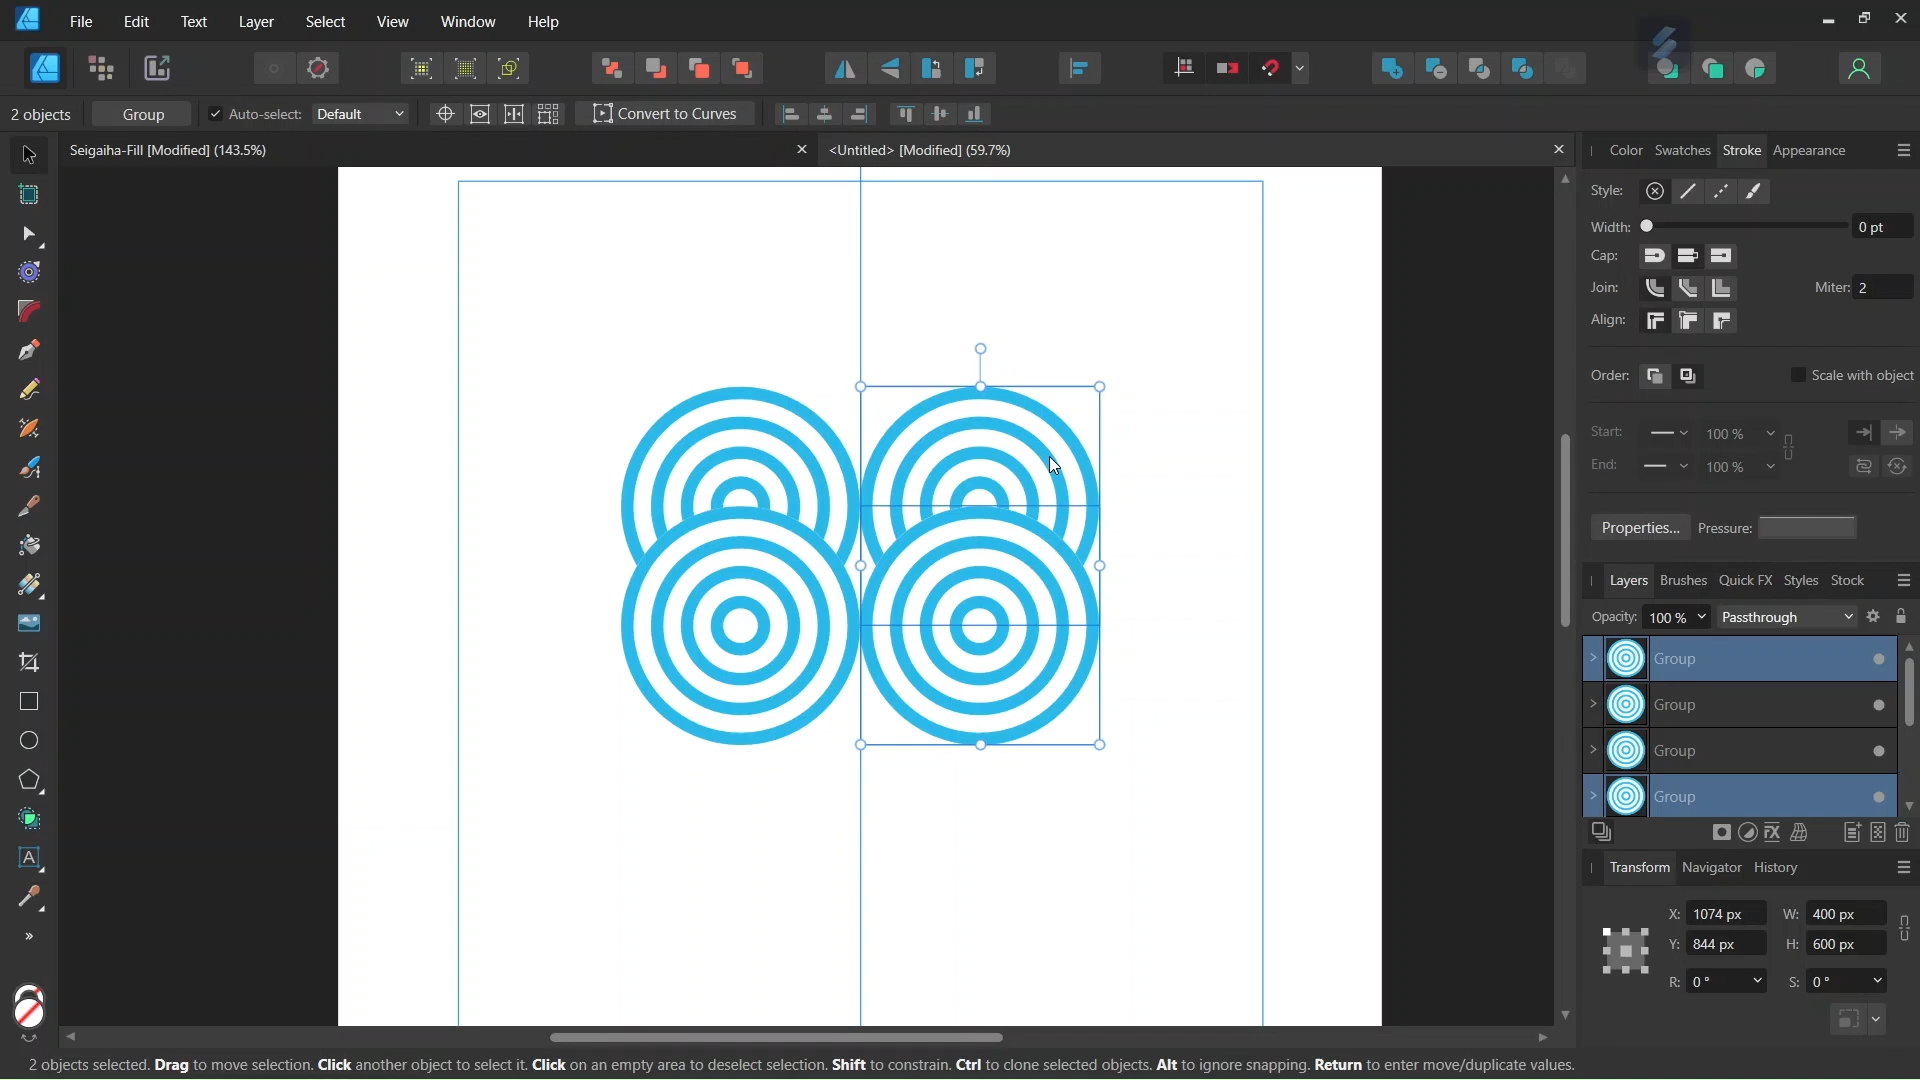 File Edit Text Layer Select View Window Help
2 objects Group Auto-select: Default Convert to Curves
Seigaiha-Fill [Modified] (143.5%)
<Untitled> [Modified] (59.7%)
Color Swatches Stroke Appearance
Style:
Width: 0 pt
Cap:
Join: Miter: 2
Align:
Order: Scale with object
Start: 100 %
End: 100 %
Properties... Pressure:
Layers Brushes Quick FX Styles Stock
Opacity: 100 % Passthrough
Group
Group
Group
Group
Transform Navigator History
X: 1074 px W: 400 px
Y: 844 px H: 600 px
R: 0 ° S: 0 °
2 objects selected. Drag to move selection. Click another object to select it. Click on an empty area to deselect selection. Shift to constrain. Ctrl to clone selected objects. Alt to ignore snapping. Return to enter move/duplicate values.